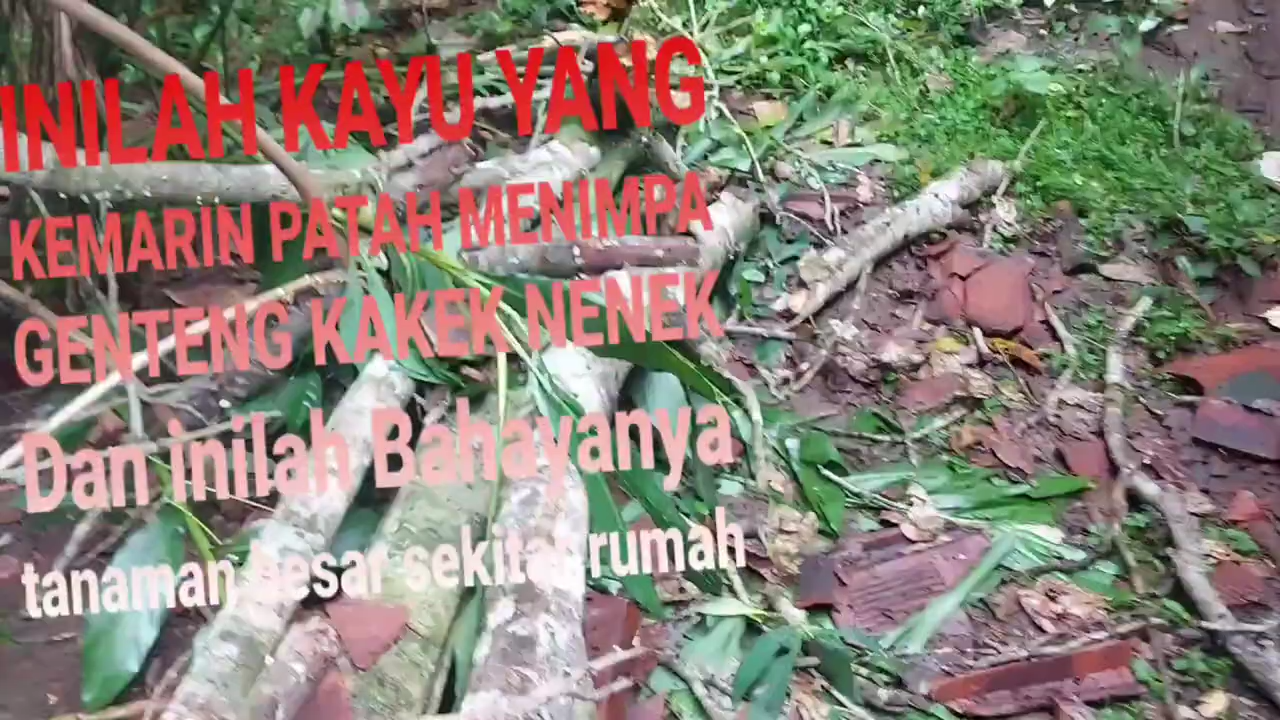 INILAH KAYU YANG
KEMARIN PATAH MENIMPA
GENTENG KAKEK NENEK
Dan inilah Bahayanya
tanaman besar sekitar rumah